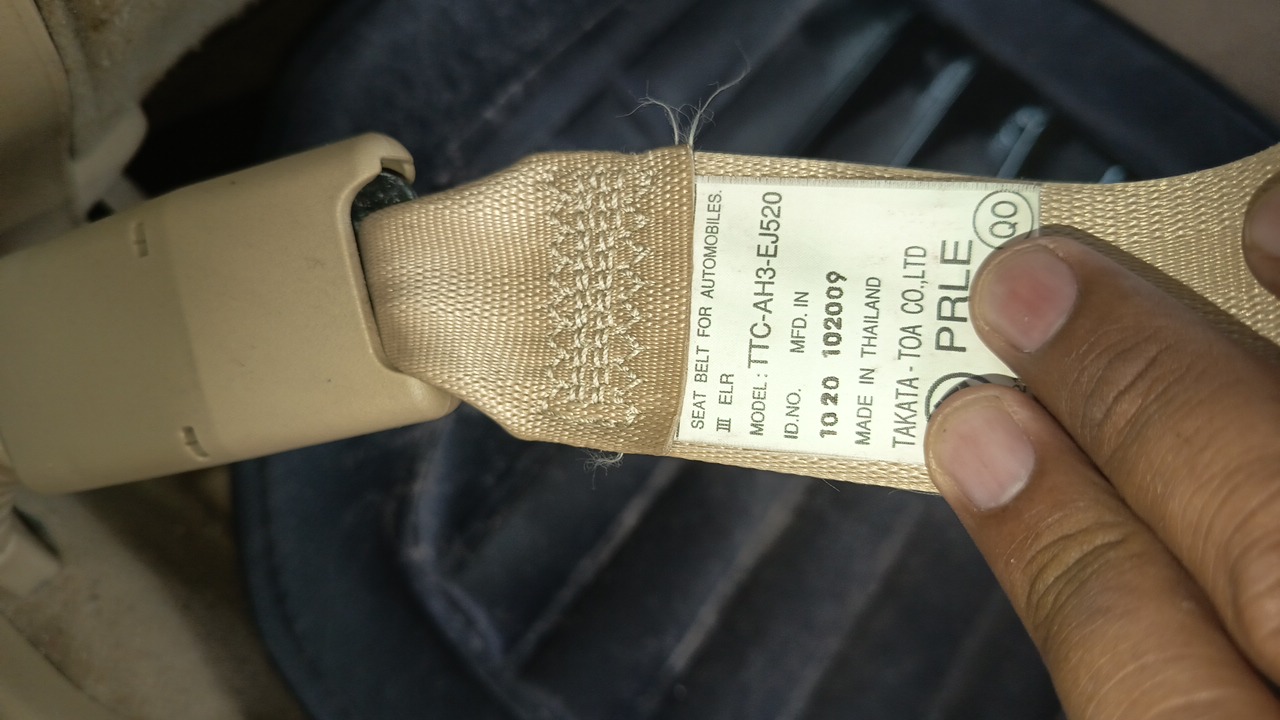 SEAT BELT FOR AUTOMOBILES.
III ELR
MODEL : TTC-AH3-EJ520
ID.NO. MFD. IN
1020 102009
MADE IN THAILAND
TAKATA - TOA CO.,LTD
PRLE
QO